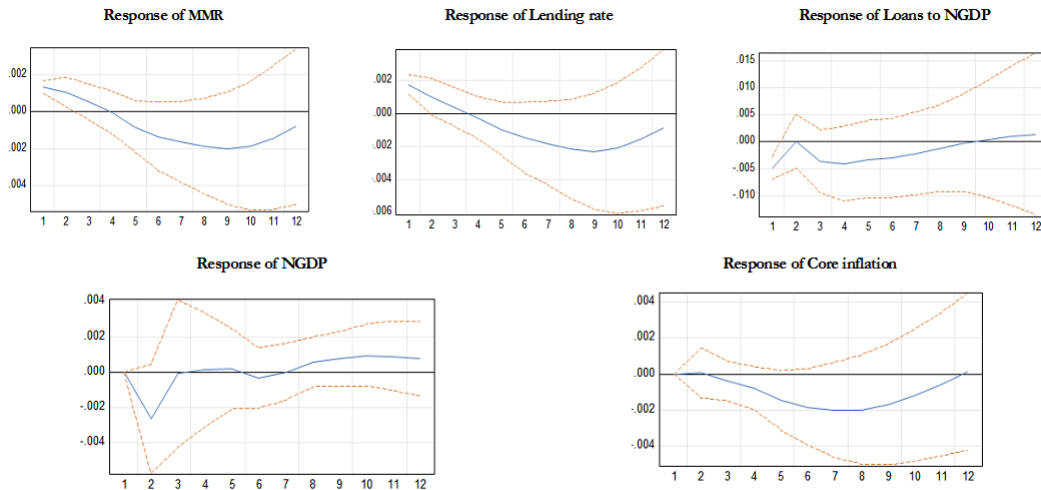 Response of MMR
.002
.000
.002
.004
1 2 3 4 5 6 7 8 9 10 11 12
Response of Lending rate
.002
.000
-.002
-.004
-.006
1 2 3 4 5 6 7 8 9 10 11 12
Response of Loans to NGDP
.015
.010
.005
.000
-.005
-.010
1 2 3 4 5 6 7 8 9 10 11 12
Response of NGDP
.004
.002
.000
-.002
-.004
1 2 3 4 5 6 7 8 9 10 11 12
Response of Core inflation
.004
.002
.000
-.002
-.004
1 2 3 4 5 6 7 8 9 10 11 12